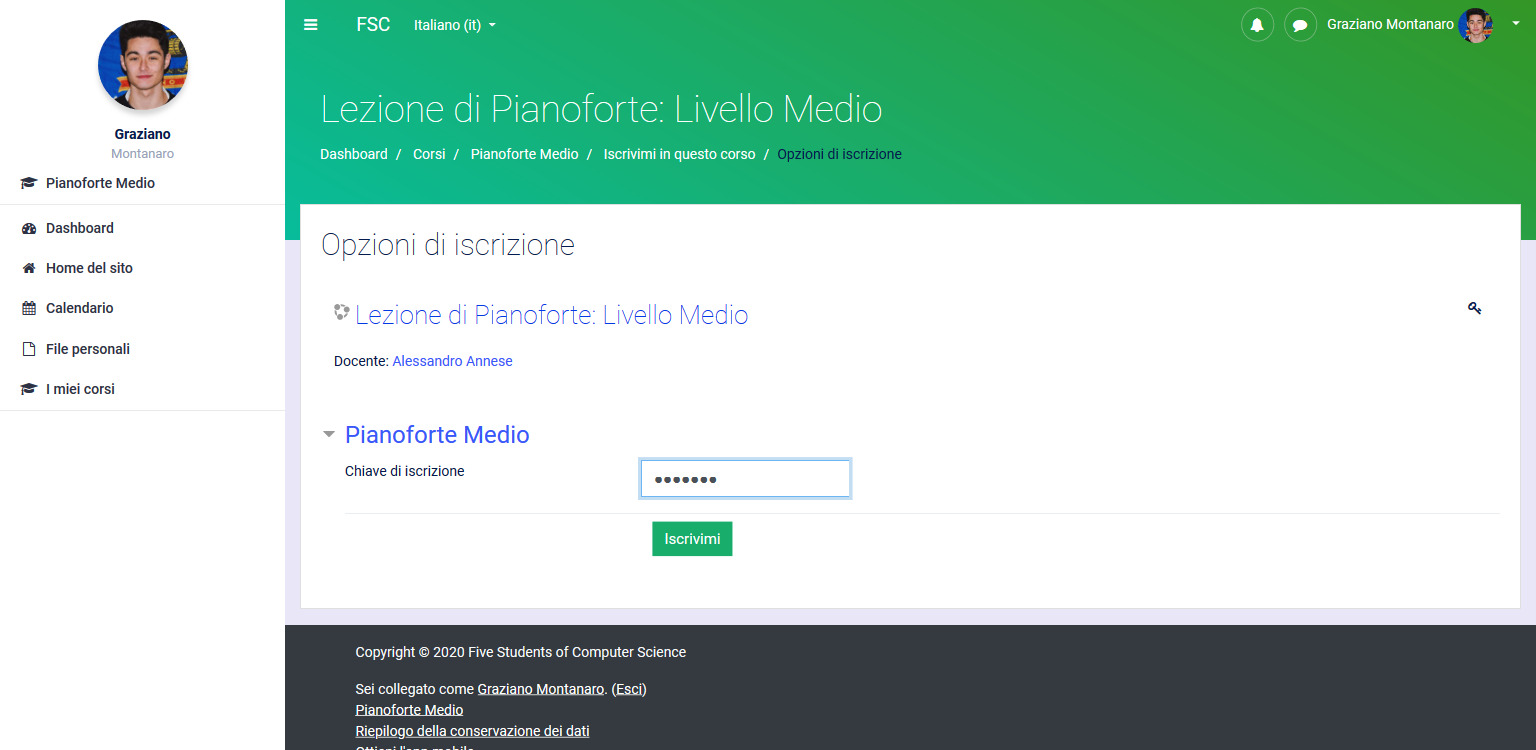 FSC Italiano (it)
Graziano Montanaro
Graziano
Montanaro
Pianoforte Medio
Dashboard
Home del sito
Calendario
File personali
I miei corsi
Lezione di Pianoforte: Livello Medio
Dashboard / Corsi / Pianoforte Medio / Iscrivimi in questo corso / Opzioni di iscrizione
Opzioni di iscrizione
Lezione di Pianoforte: Livello Medio
Docente: Alessandro Annese
Pianoforte Medio
Chiave di iscrizione
Iscrivimi
Copyright © 2020 Five Students of Computer Science
Sei collegato come Graziano Montanaro. (Esci)
Pianoforte Medio
Riepilogo della conservazione dei dati